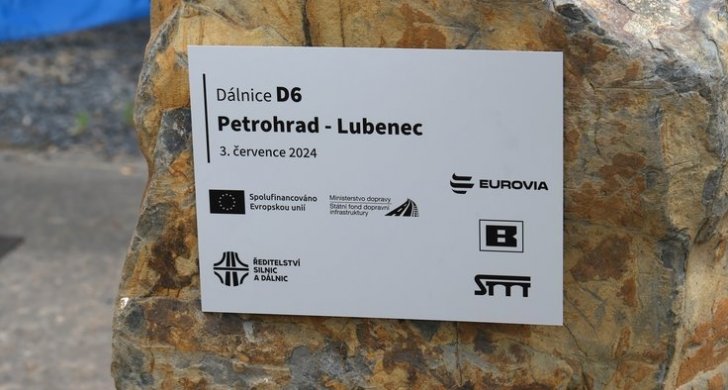 Dálnice D6
Petrohrad - Lubenec
3. července 2024
Spolufinancováno
Evropskou unií
Ministerstvo dopravy
Státní fond dopravní
infrastruktury
EUROVIA
B
ŘEDITELSTVÍ
SILNIC
A DÁLNIC
SMT